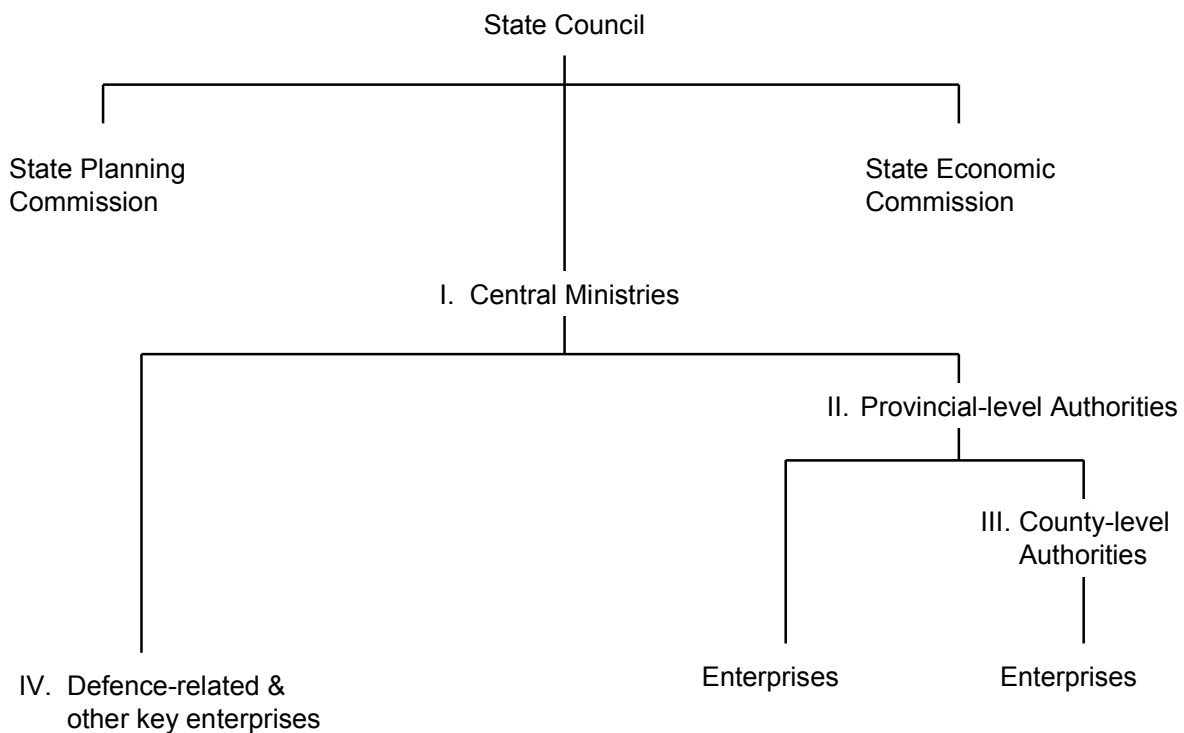 State Council
State Planning
Commission
State Economic
Commission
I. Central Ministries
II. Provincial-level Authorities
III. County-level
Authorities
IV. Defence-related &
other key enterprises
Enterprises
Enterprises